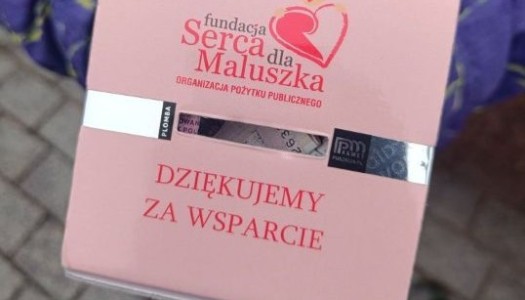 fundacja
Serca dla
Maluszka
ORGANIZACJA POŻYTKU PUBLICZNEGO
PLOMBA
DZIĘKUJEMY
ZA WSPARCIE